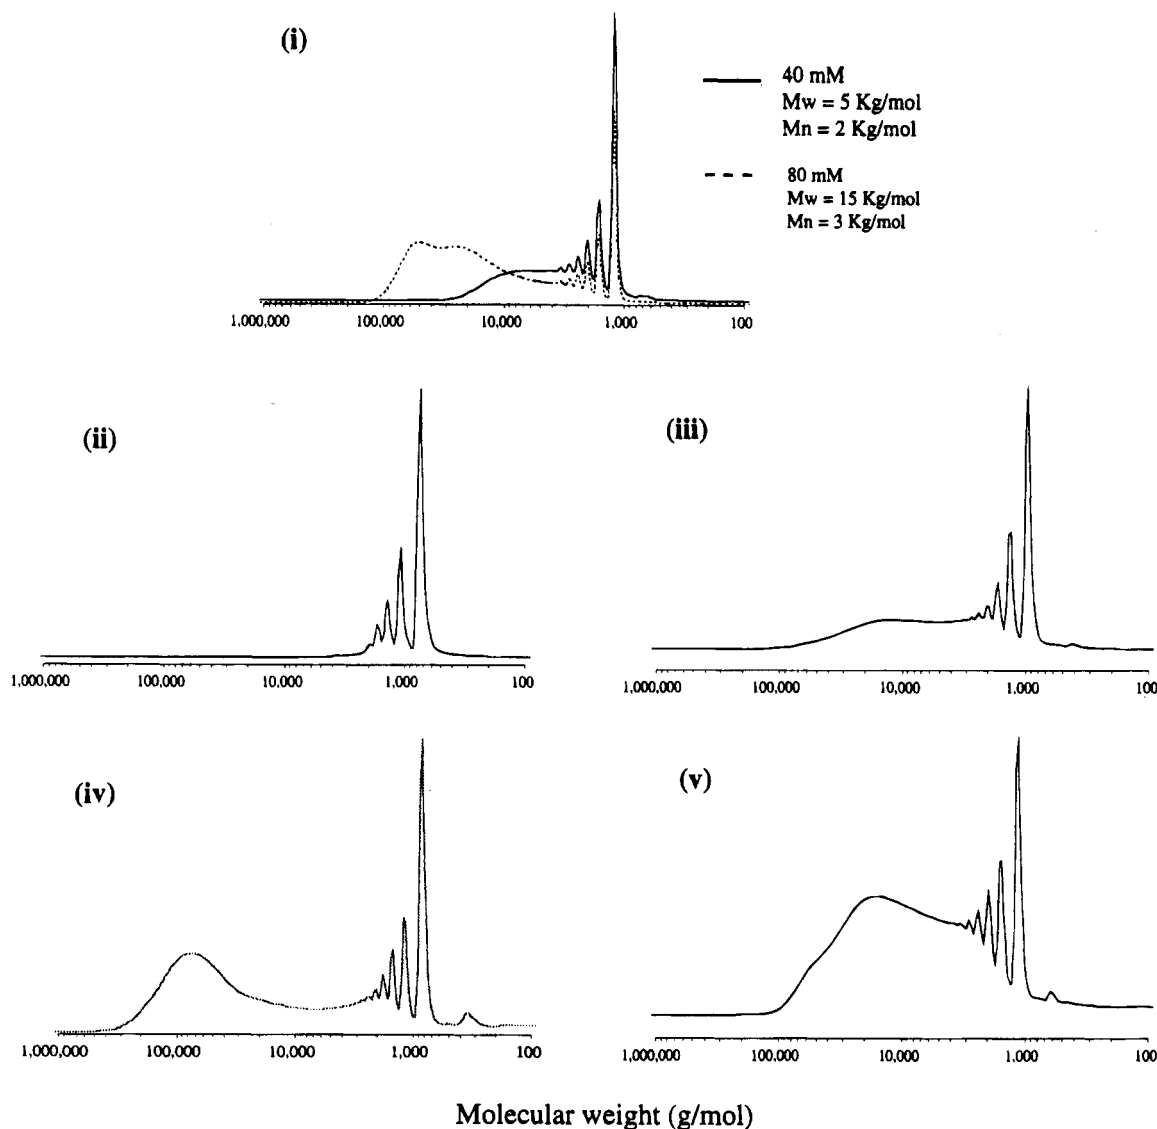 (i)
40 mM
Mw = 5 Kg/mol
Mn = 2 Kg/mol
80 mM
Mw = 15 Kg/mol
Mn = 3 Kg/mol
1,000,000 100,000 10,000 1,000 100
(ii)
1,000,000 100,000 10,000 1,000 100
(iii)
1,000,000 100,000 10,000 1,000 100
(iv)
1,000,000 100,000 10,000 1,000 100
(v)
1,000,000 100,000 10,000 1,000 100
Molecular weight (g/mol)